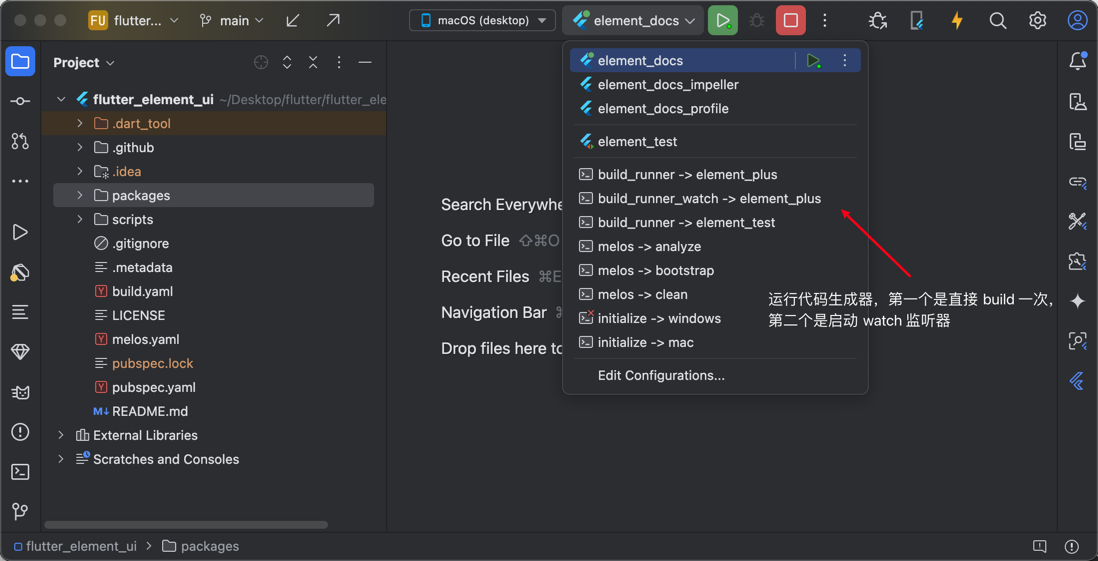 FU flutter... main macOS (desktop) element_docs
Project
flutter_element_ui ~/Desktop/flutter/flutter_ele
.dart_tool
.github
.idea
packages
scripts
.gitignore
.metadata
build.yaml
LICENSE
melos.yaml
pubspec.lock
pubspec.yaml
M↓ README.md
External Libraries
Scratches and Consoles
Search Everywhe
Go to File ⇧⌘O
Recent Files ⌘E
Navigation Bar
Drop files here to
element_docs
element_docs_impeller
element_docs_profile
element_test
build_runner -> element_plus
build_runner_watch -> element_plus
build_runner -> element_test
melos -> analyze
melos -> bootstrap
melos -> clean
initialize -> windows
initialize -> mac
Edit Configurations...
运行代码生成器，第一个是直接 build 一次，
第二个是启动 watch 监听器
flutter_element_ui > packages